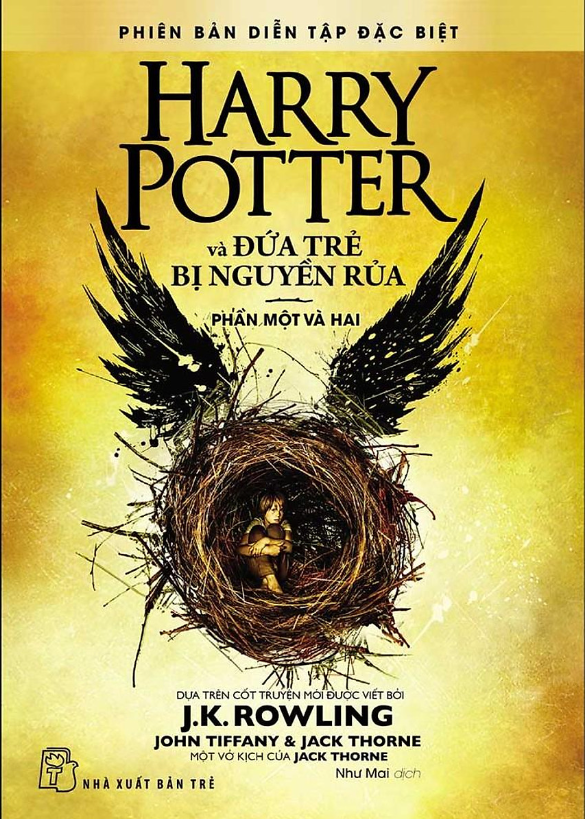 PHIÊN BẢN DIỄN TẬP ĐẶC BIỆT
HARRY
POTTER
và ĐỨA TRẺ
BỊ NGUYỀN RỦA
PHẦN MỘT VÀ HAI
DỰA TRÊN CỐT TRUYỆN MỚI ĐƯỢC VIẾT BỞI
J.K. ROWLING
JOHN TIFFANY & JACK THORNE
MỘT VỞ KỊCH CỦA JACK THORNE
Như Mai dịch
T
NHÀ XUẤT BẢN TRẺ